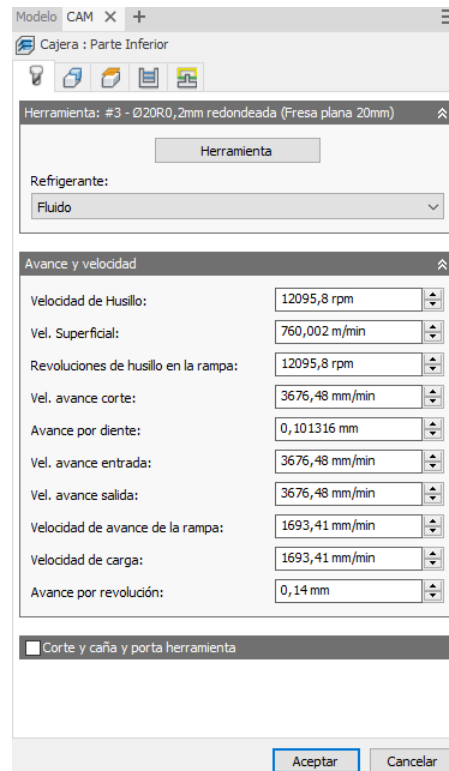 Modelo CAM
Cajera : Parte Inferior
Herramienta: #3 - Ø20R0,2mm redondeada (Fresa plana 20mm)
Herramienta
Refrigerante:
Fluido
Avance y velocidad
Velocidad de Husillo: 12095,8 rpm
Vel. Superficial: 760,002 m/min
Revoluciones de husillo en la rampa: 12095,8 rpm
Vel. avance corte: 3676,48 mm/min
Avance por diente: 0,101316 mm
Vel. avance entrada: 3676,48 mm/min
Vel. avance salida: 3676,48 mm/min
Velocidad de avance de la rampa: 1693,41 mm/min
Velocidad de carga: 1693,41 mm/min
Avance por revolución: 0,14 mm
Corte y caña y porta herramienta
Aceptar Cancelar